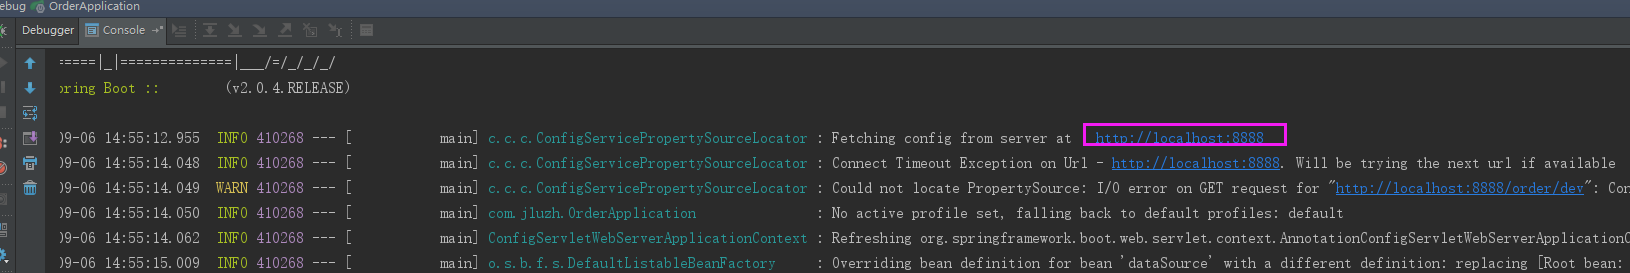 Debug OrderApplication
Debugger Console
=====|_|==============|___/=/_/_/_/
pring Boot :: (v2.0.4.RELEASE)
09-06 14:55:12.955 INFO 410268 --- [ main] c.c.c.ConfigServicePropertySourceLocator : Fetching config from server at http://localhost:8888
09-06 14:55:14.048 INFO 410268 --- [ main] c.c.c.ConfigServicePropertySourceLocator : Connect Timeout Exception on Url - http://localhost:8888. Will be trying the next url if available
09-06 14:55:14.049 WARN 410268 --- [ main] c.c.c.ConfigServicePropertySourceLocator : Could not locate PropertySource: I/O error on GET request for "http://localhost:8888/order/dev": Con
09-06 14:55:14.050 INFO 410268 --- [ main] com.jluzh.OrderApplication : No active profile set, falling back to default profiles: default
09-06 14:55:14.062 INFO 410268 --- [ main] ConfigServletWebServerApplicationContext : Refreshing org.springframework.boot.web.servlet.context.AnnotationConfigServletWebServerApplicationC
09-06 14:55:15.009 INFO 410268 --- [ main] o.s.b.f.s.DefaultListableBeanFactory : Overriding bean definition for bean 'dataSource' with a different definition: replacing [Root bean: